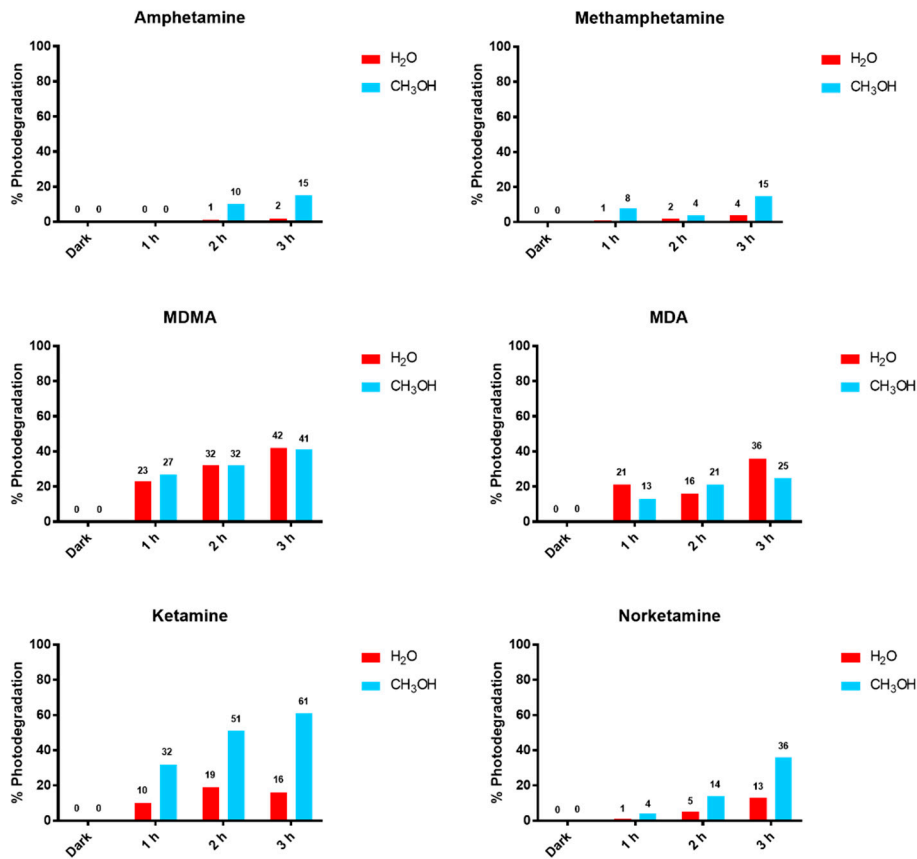 Amphetamine
% Photodegradation
100
80
60
40
20
0
0 0
0 0
1 10
2 15
Dark 1 h 2 h 3 h
H₂O
CH₃OH
Methamphetamine
% Photodegradation
100
80
60
40
20
0
0 0
1 8
2 4
4 15
Dark 1 h 2 h 3 h
H₂O
CH₃OH
MDMA
% Photodegradation
100
80
60
40
20
0
0 0
23 27
32 32
42 41
Dark 1 h 2 h 3 h
H₂O
CH₃OH
MDA
% Photodegradation
100
80
60
40
20
0
0 0
21 13
16 21
36 25
Dark 1 h 2 h 3 h
H₂O
CH₃OH
Ketamine
% Photodegradation
100
80
60
40
20
0
0 0
10 32
19 51
16 61
Dark 1 h 2 h 3 h
H₂O
CH₃OH
Norketamine
% Photodegradation
100
80
60
40
20
0
0 0
1 4
5 14
13 36
Dark 1 h 2 h 3 h
H₂O
CH₃OH